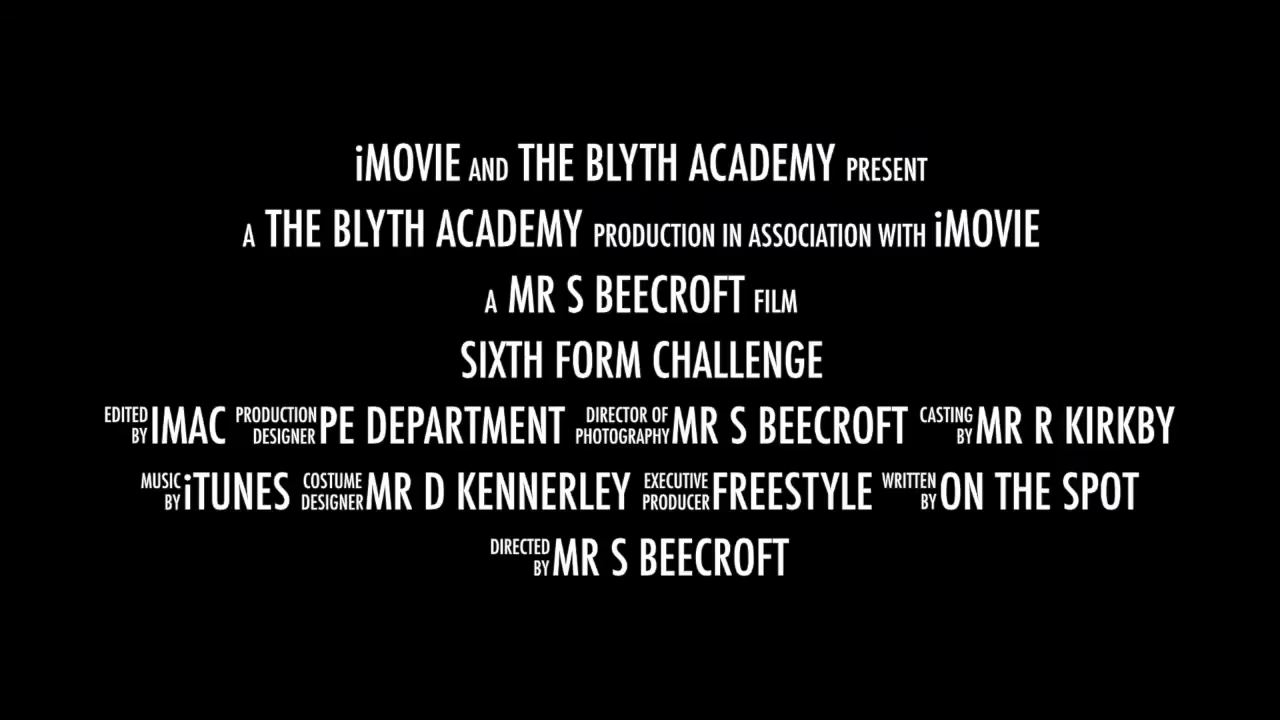 iMOVIE AND THE BLYTH ACADEMY PRESENT
A THE BLYTH ACADEMY PRODUCTION IN ASSOCIATION WITH iMOVIE
A MR S BEECROFT FILM
SIXTH FORM CHALLENGE
EDITED BY IMAC PRODUCTION DESIGNER PE DEPARTMENT DIRECTOR OF PHOTOGRAPHY MR S BEECROFT CASTING BY MR R KIRKBY
MUSIC BY iTUNES COSTUME DESIGNER MR D KENNERLEY EXECUTIVE PRODUCER FREESTYLE WRITTEN BY ON THE SPOT
DIRECTED BY MR S BEECROFT